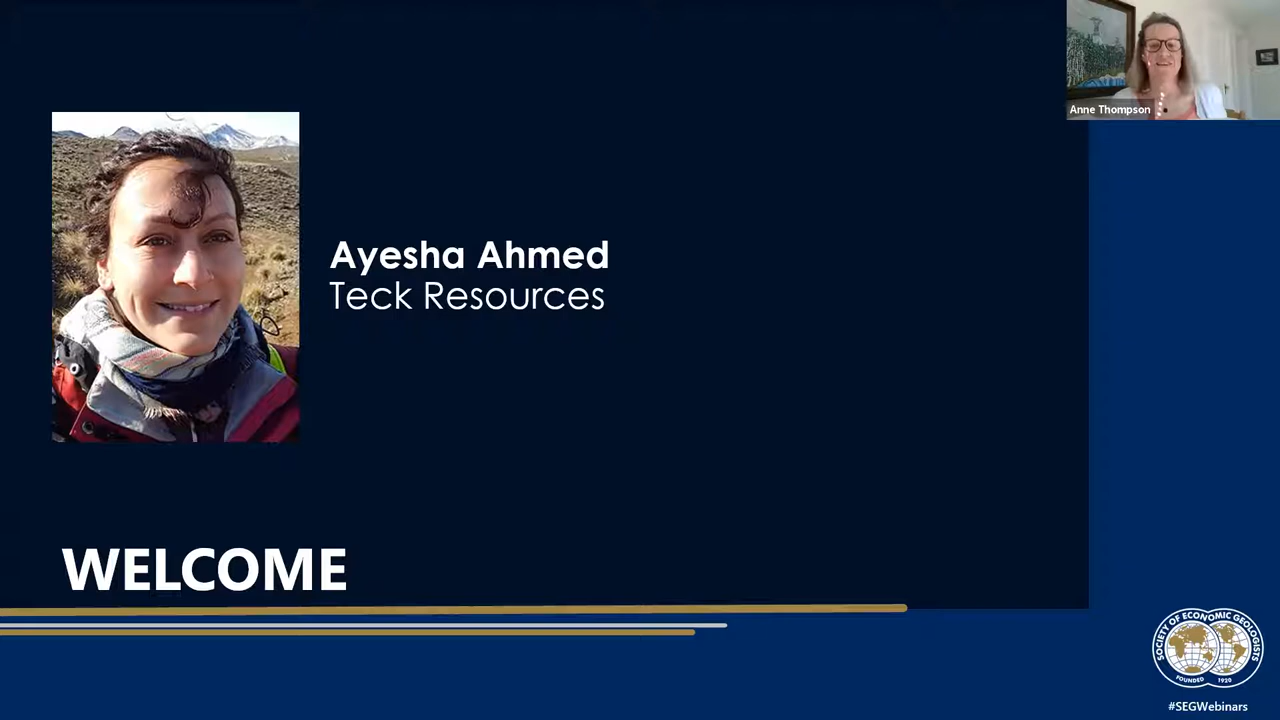 Anne Thompson
Ayesha Ahmed
Teck Resources
WELCOME
SOCIETY OF ECONOMIC GEOLOGISTS
FOUNDED 1920
#SEGWebinars